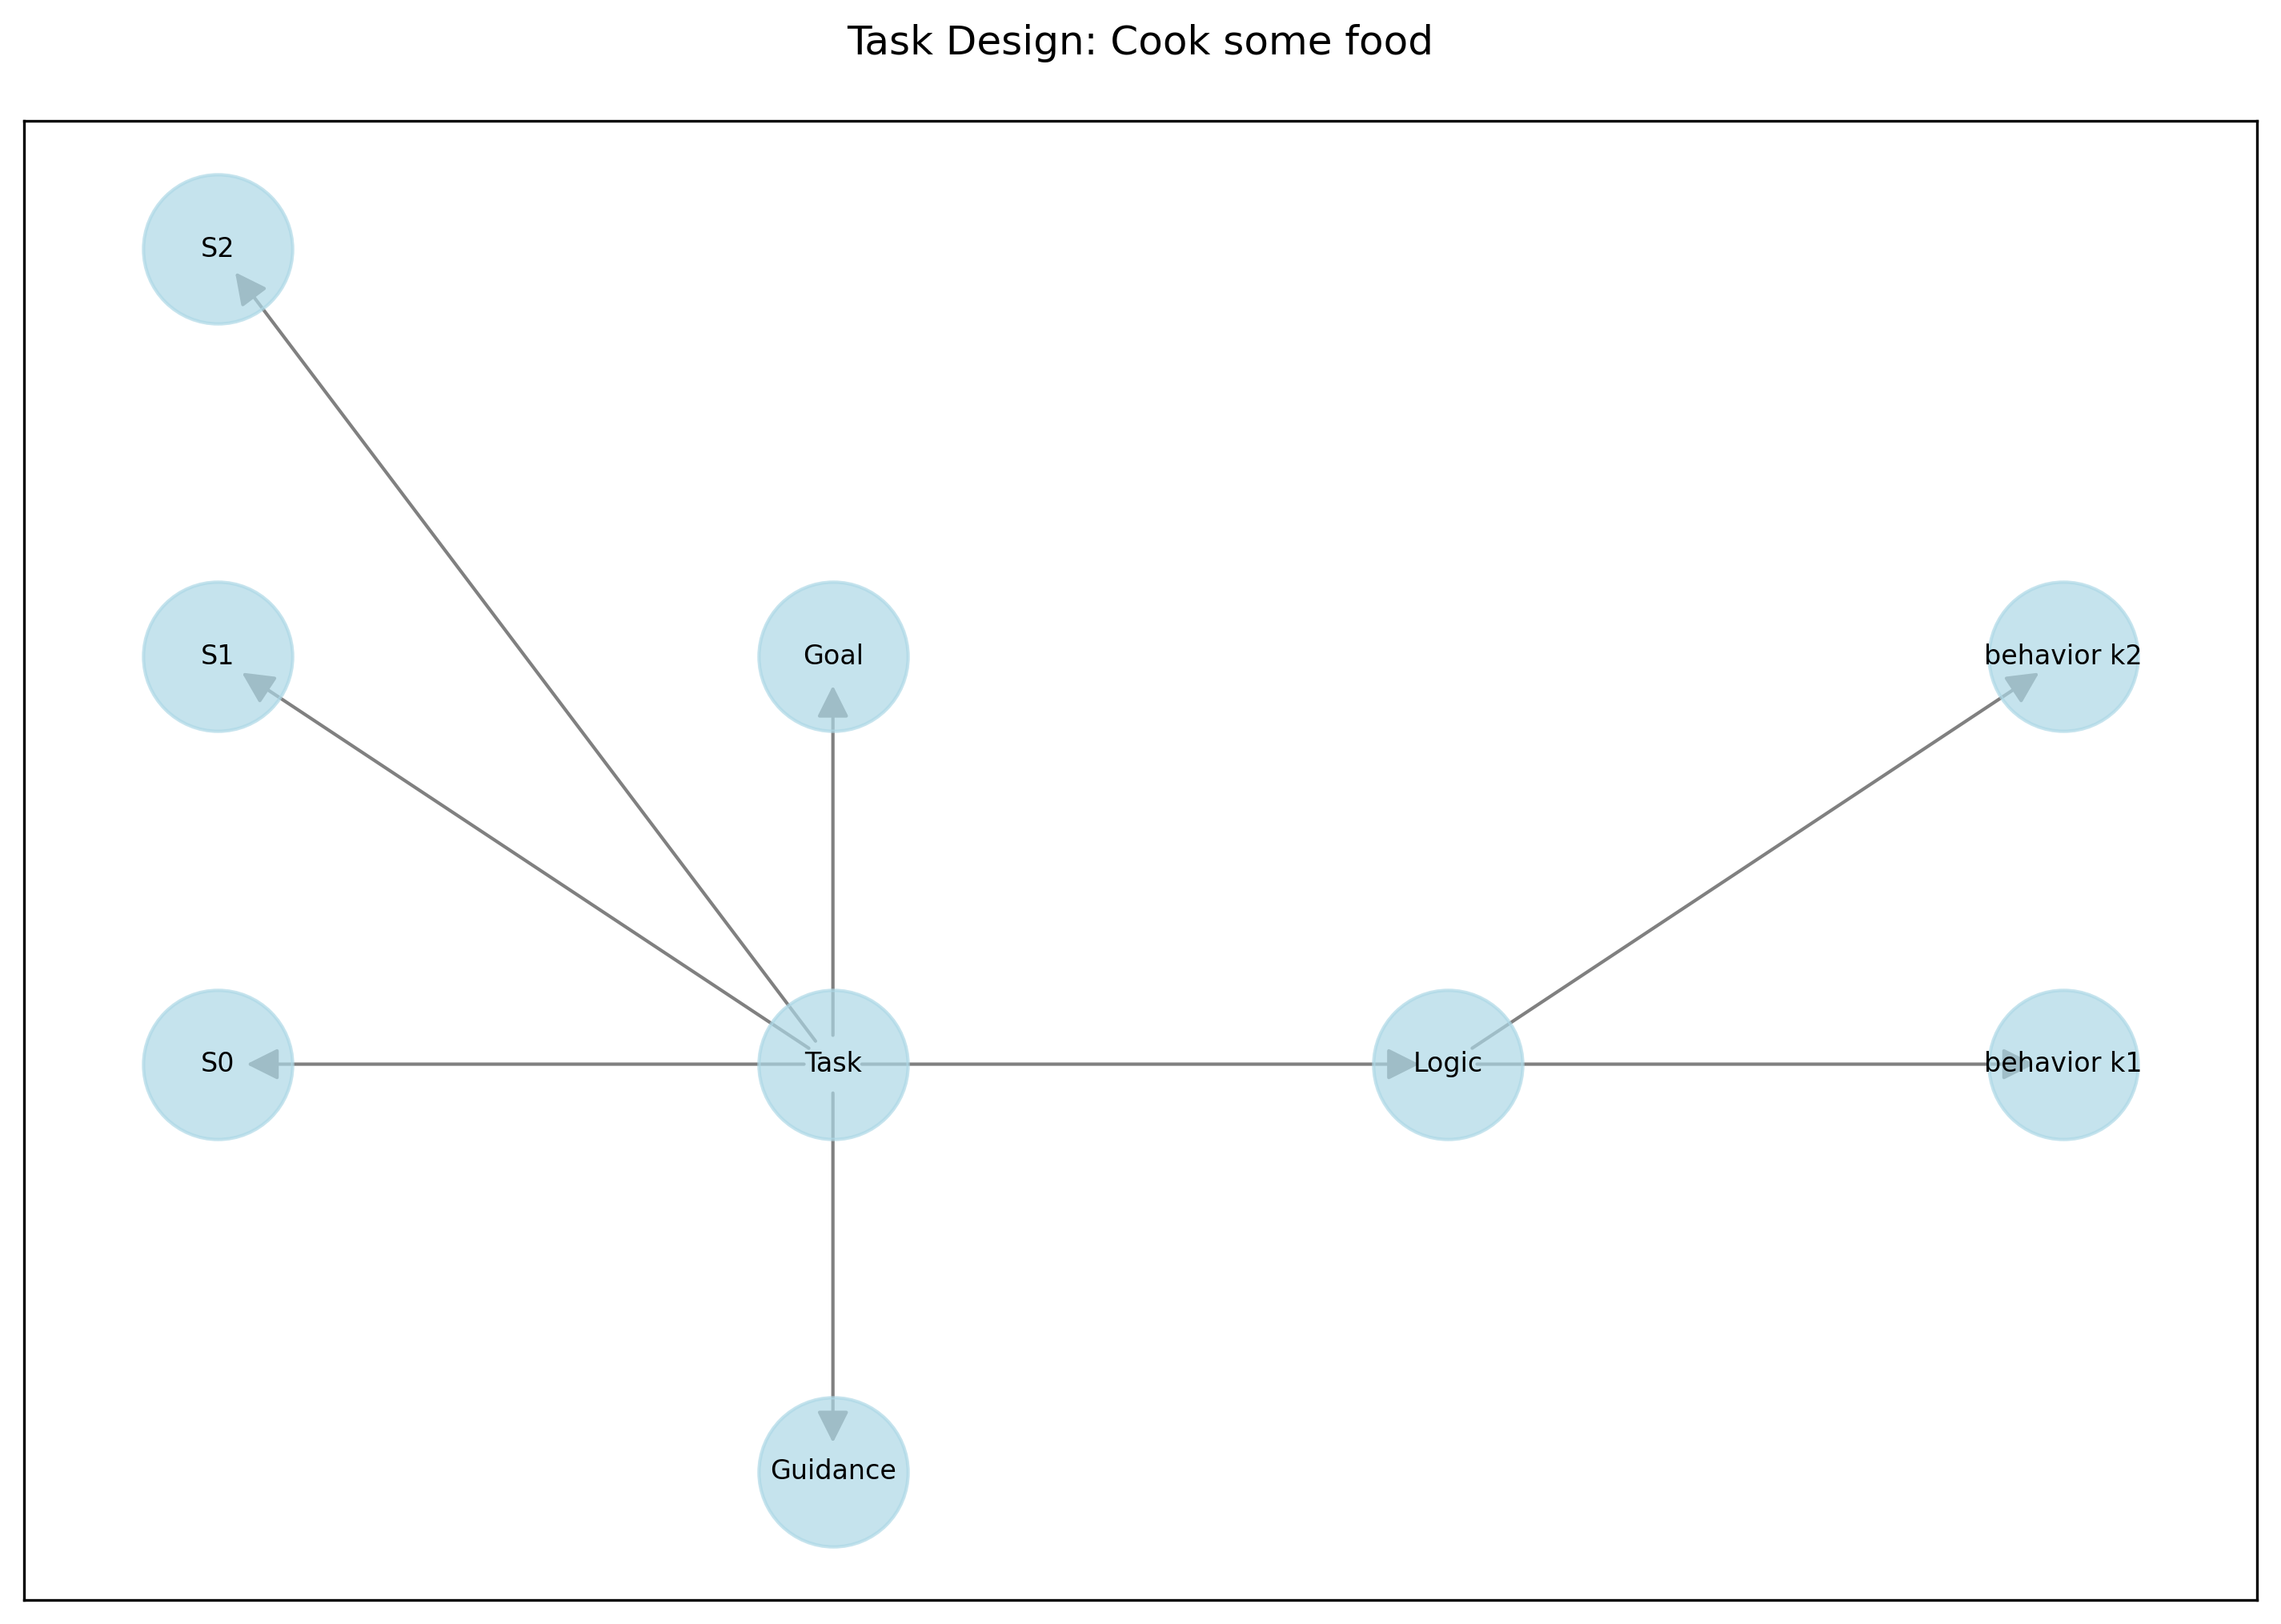 Task Design: Cook some food
S2
S1
Goal
behavior k2
S0
Task
Logic
behavior k1
Guidance